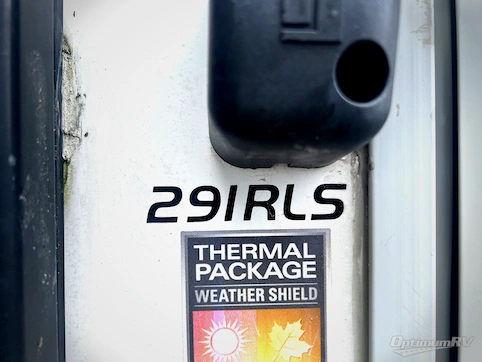 291RLS
THERMAL
PACKAGE
WEATHER SHIELD
OptimumRV